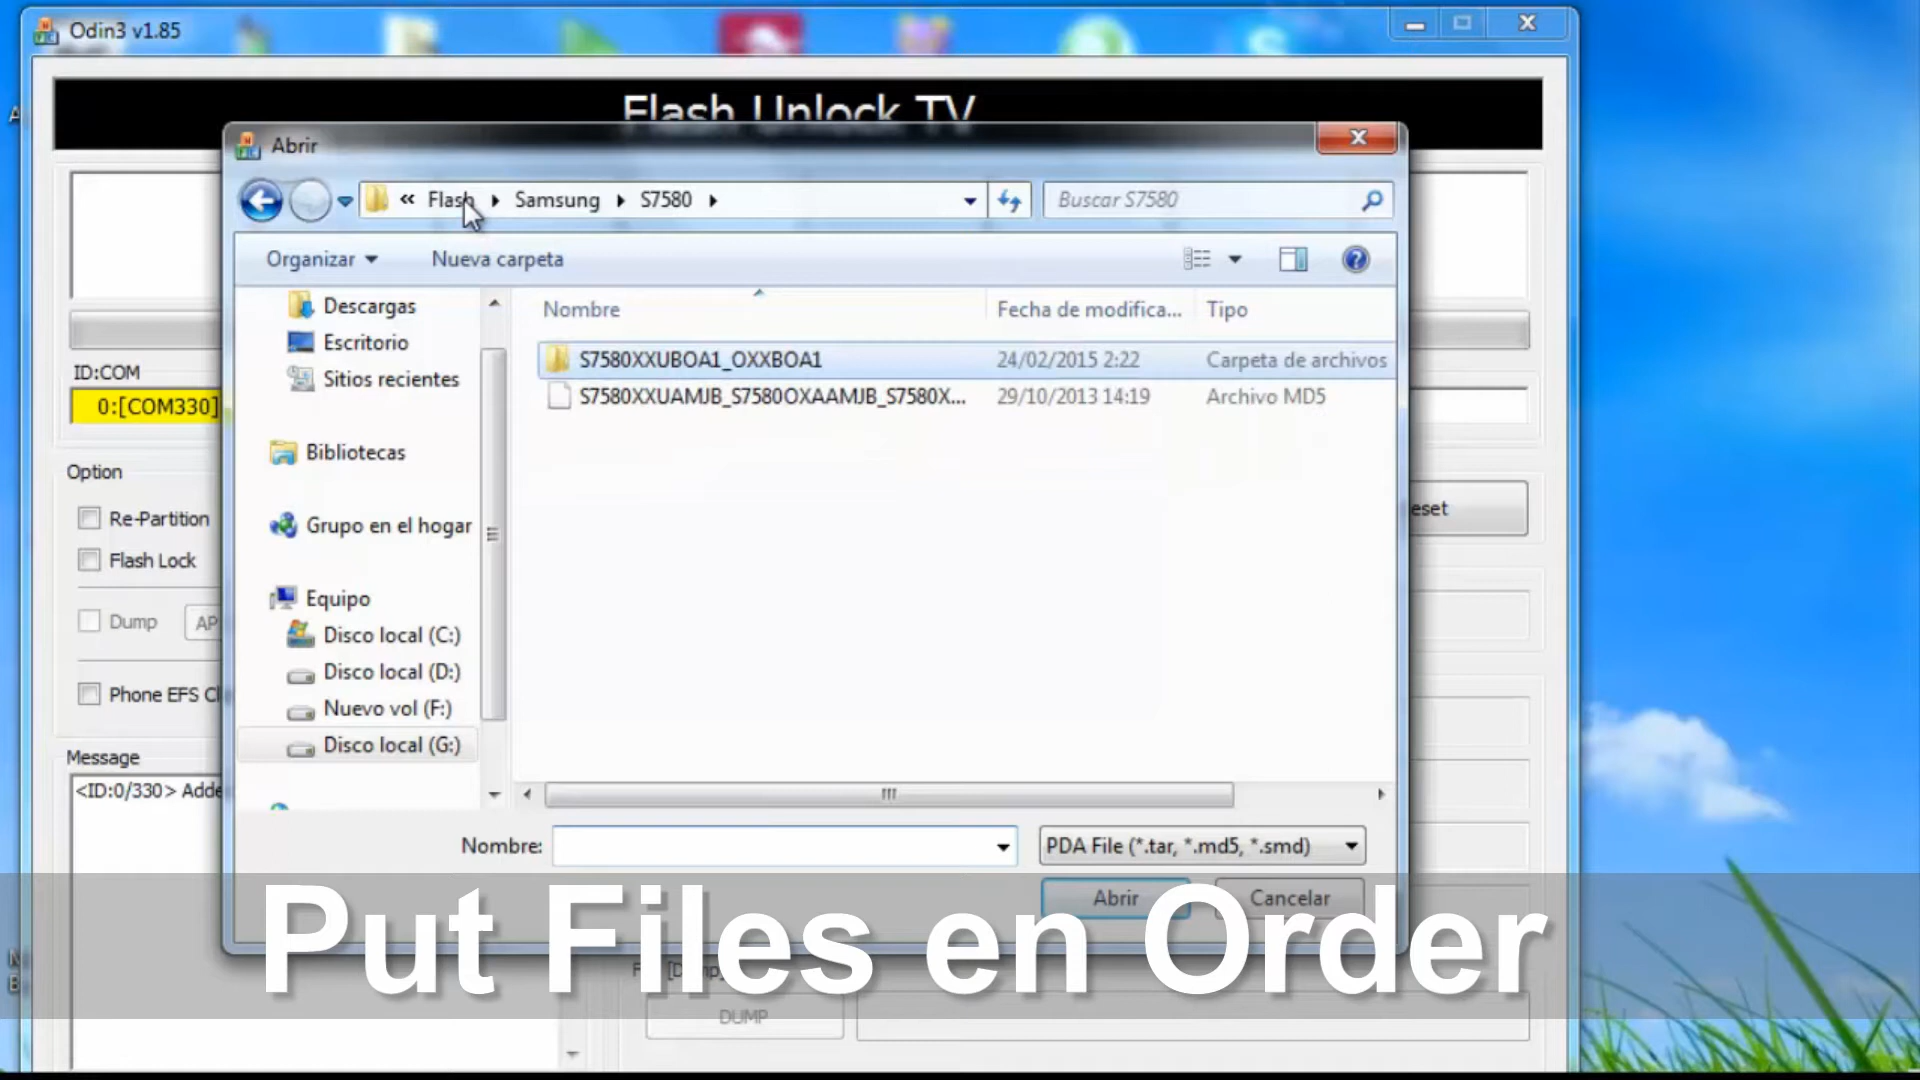 Odin3 v1.85
Flash Unlock TV
Abrir
« Flash Samsung S7580
Buscar S7580
Organizar
Nueva carpeta
Descargas
Escritorio
Sitios recientes
Bibliotecas
Grupo en el hogar
Equipo
Disco local (C:)
Disco local (D:)
Nuevo vol (F:)
Disco local (G:)
Nombre Fecha de modifica... Tipo
S7580XXUBOA1_OXXBOA1 24/02/2015 2:22 Carpeta de archivos
S7580XXUAMJB_S7580OXAAMJB_S7580X... 29/10/2013 14:19 Archivo MD5
Nombre:
PDA File (*.tar, *.md5, *.smd)
Abrir
Cancelar
ID:COM
0:[COM330]
Option
Re-Partition
Flash Lock
Dump AP
Phone EFS Cl
Message
<ID:0/330> Adde
eset
Put Files en Order
DUMP